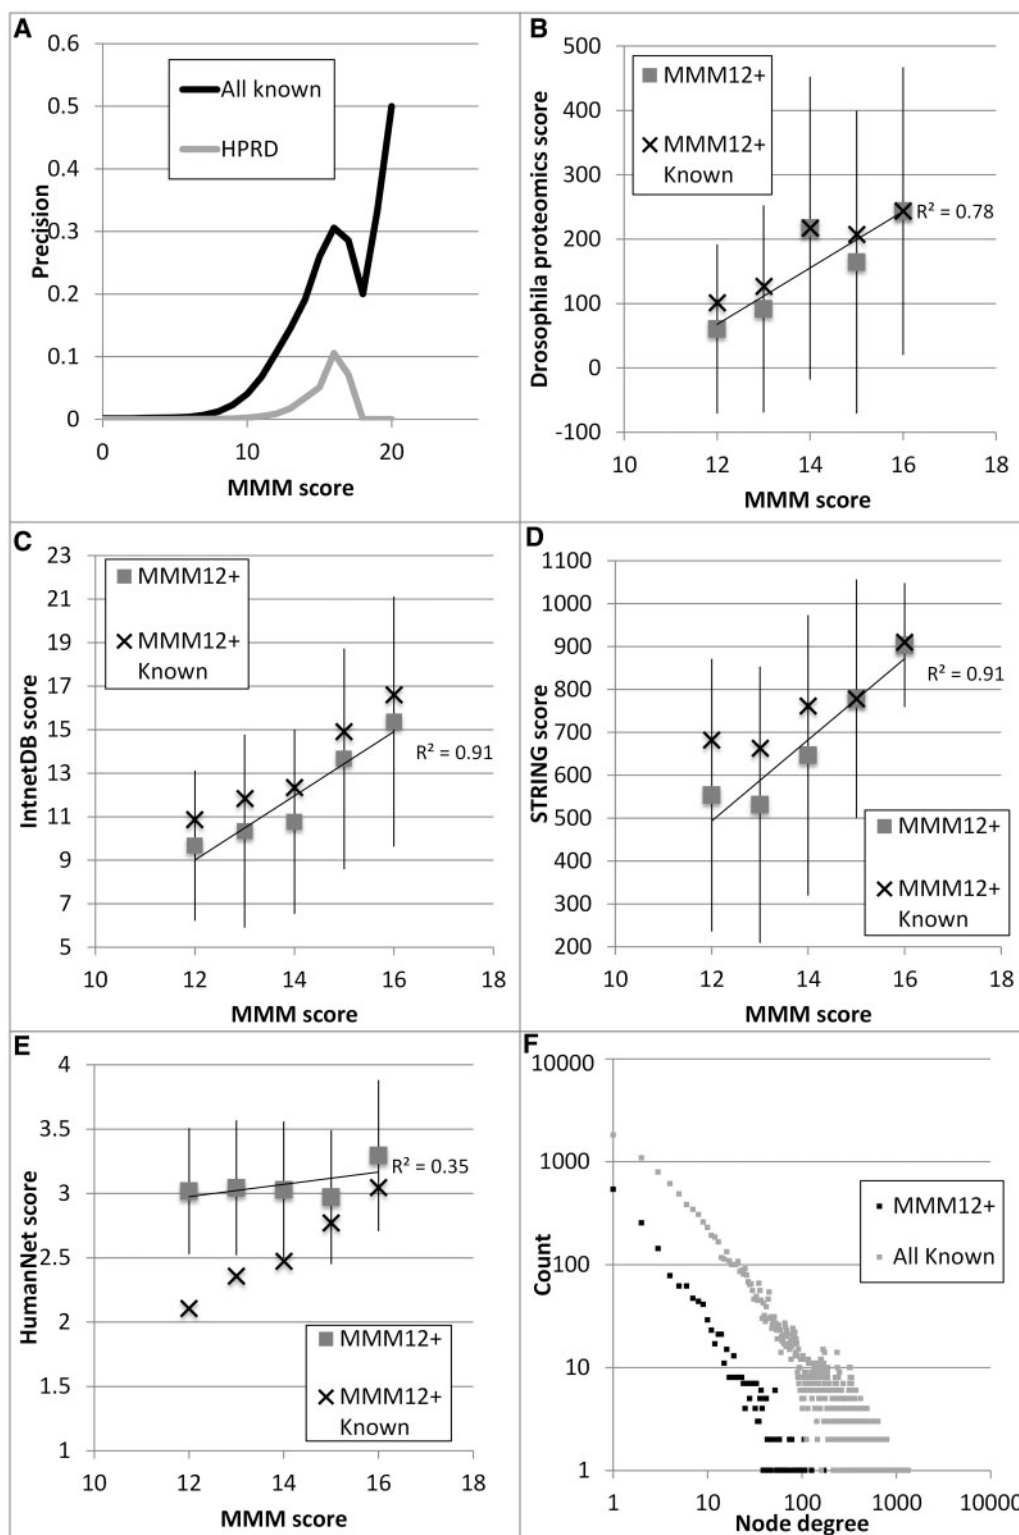 A
0.6
0.5
0.4
0.3
0.2
0.1
0
Precision
All known
HPRD
0 10 20
MMM score
B
500
400
300
200
100
0
-100
Drosophila proteomics score
MMM12+
MMM12+
Known
R² = 0.78
10 12 14 16 18
MMM score
C
23
21
19
17
15
13
11
9
7
5
IntnetDB score
MMM12+
MMM12+
Known
R² = 0.91
10 12 14 16 18
MMM score
D
1100
1000
900
800
700
600
500
400
300
200
STRING score
R² = 0.91
MMM12+
MMM12+
Known
10 12 14 16 18
MMM score
E
4
3.5
3
2.5
2
1.5
1
HumanNet score
R² = 0.35
MMM12+
MMM12+
Known
10 12 14 16 18
MMM score
F
10000
1000
100
10
1
Count
MMM12+
All Known
1 10 100 1000 10000
Node degree